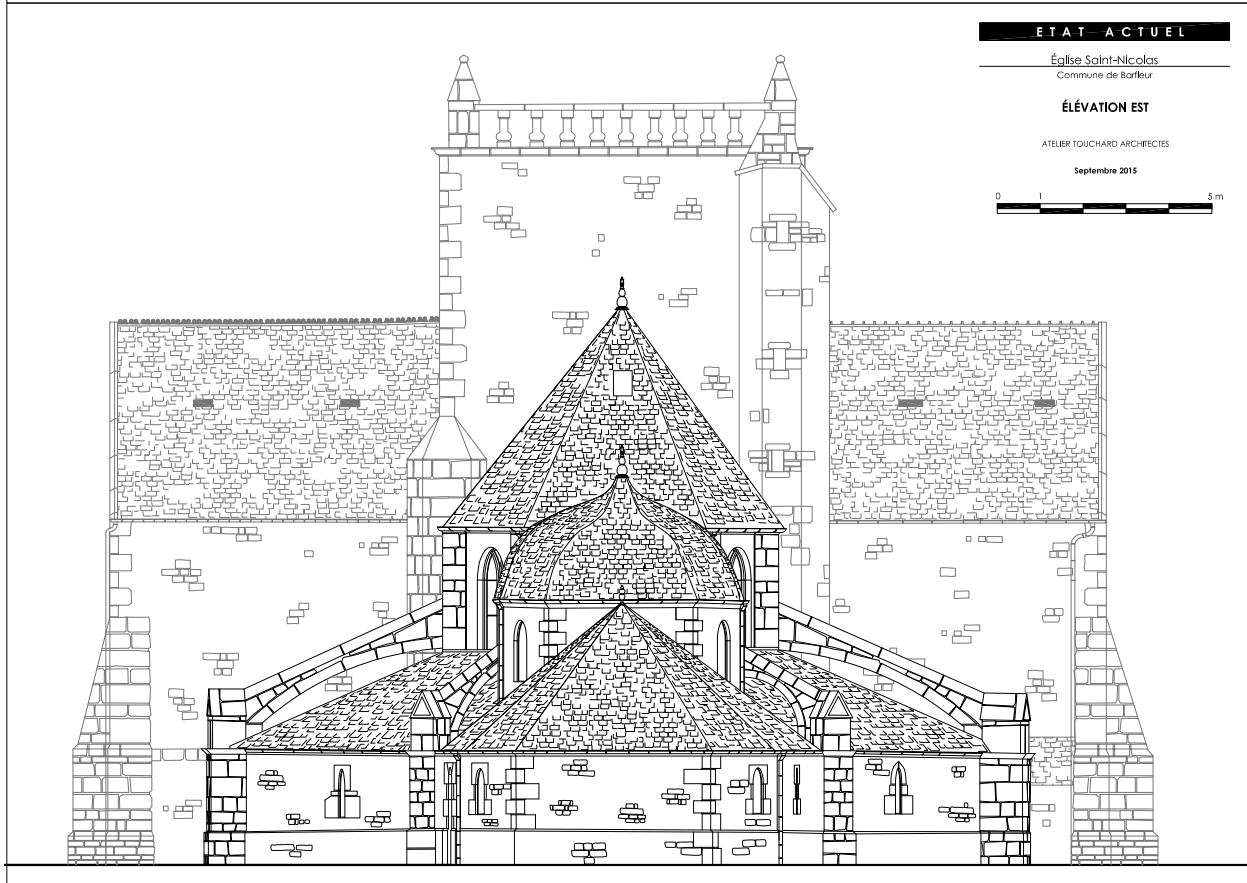 ETAT ACTUEL
Église Saint-Nicolas
Commune de Barfleur
ÉLÉVATION EST
ATELIER TOUCHARD ARCHITECTES
Septembre 2015
0 1 5 m